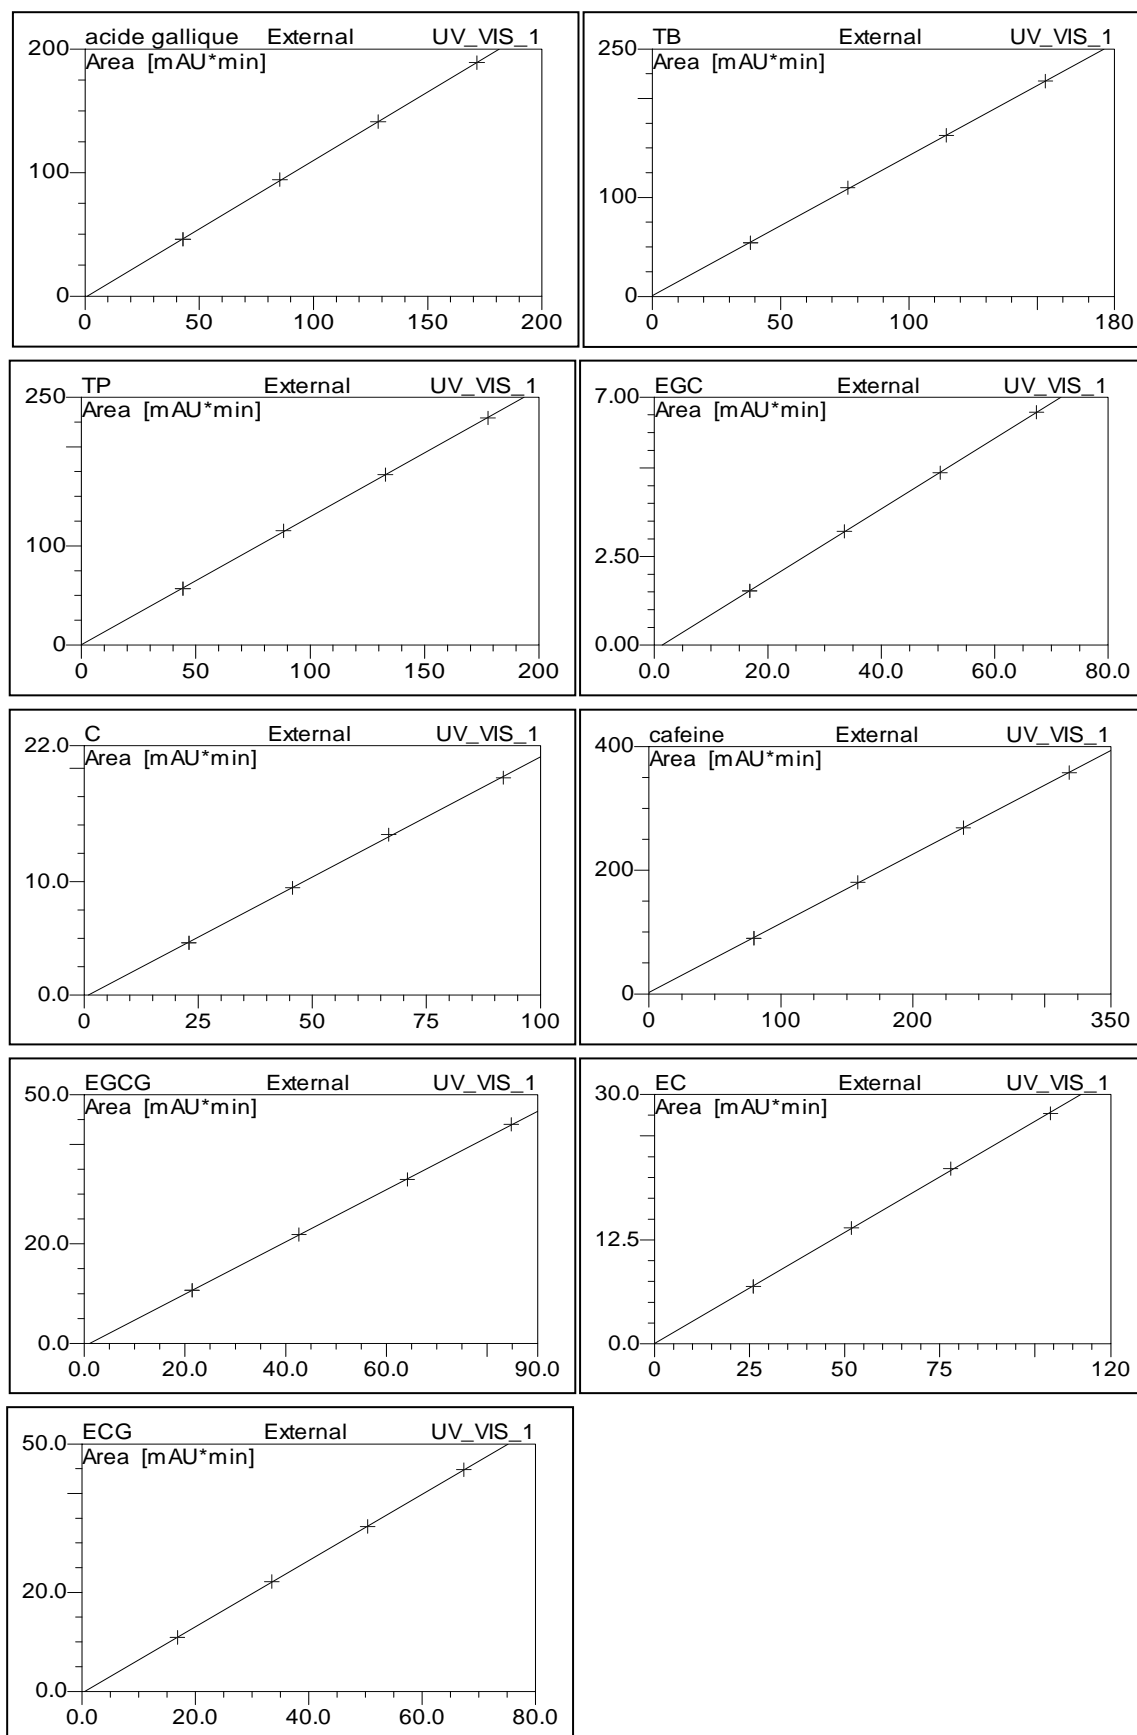 acide gallique External UV_VIS_1
Area [mAU*min]
200
100
0
0 50 100 150 200
TB External UV_VIS_1
Area [mAU*min]
250
100
0
0 50 100 180
TP External UV_VIS_1
Area [mAU*min]
250
100
0
0 50 100 150 200
EGC External UV_VIS_1
Area [mAU*min]
7.00
2.50
0.00
0.0 20.0 40.0 60.0 80.0
C External UV_VIS_1
Area [mAU*min]
22.0
10.0
0.0
0 25 50 75 100
cafeine External UV_VIS_1
Area [mAU*min]
400
200
0
0 100 200 350
EGCG External UV_VIS_1
Area [mAU*min]
50.0
20.0
0.0
0.0 20.0 40.0 60.0 90.0
EC External UV_VIS_1
Area [mAU*min]
30.0
12.5
0.0
0 25 50 75 120
ECG External UV_VIS_1
Area [mAU*min]
50.0
20.0
0.0
0.0 20.0 40.0 60.0 80.0